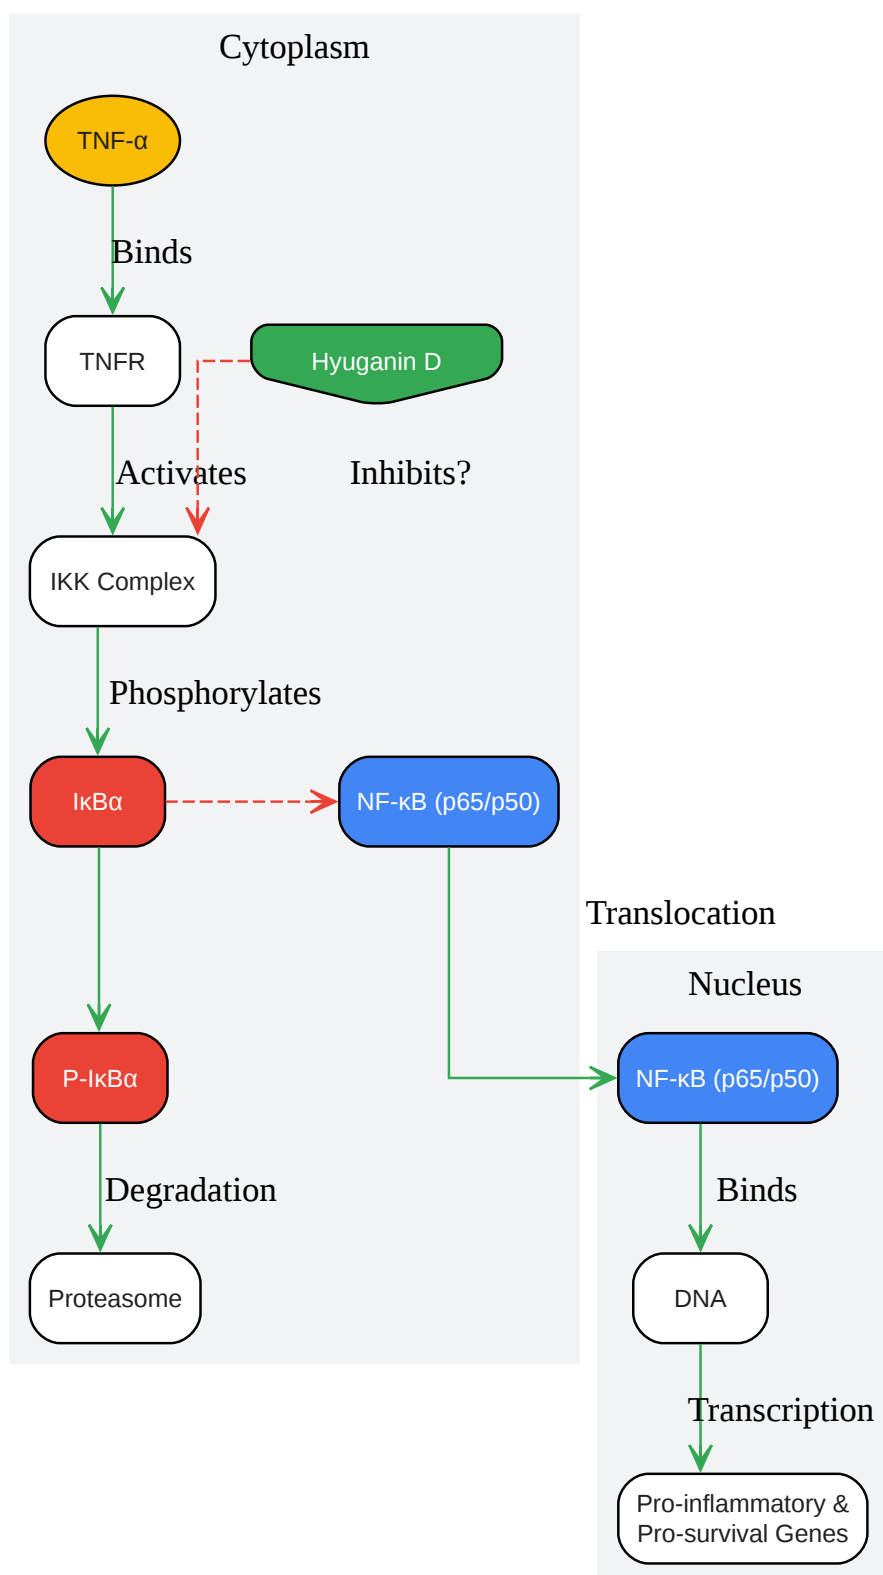 Cytoplasm
TNF-α
Binds
TNFR
Hyuganin D
Activates
Inhibits?
IKK Complex
Phosphorylates
IκBα
NF-κB (p65/p50)
Translocation
Nucleus
P-IκBα
NF-κB (p65/p50)
Degradation
Binds
Proteasome
DNA
Transcription
Pro-inflammatory &
Pro-survival Genes